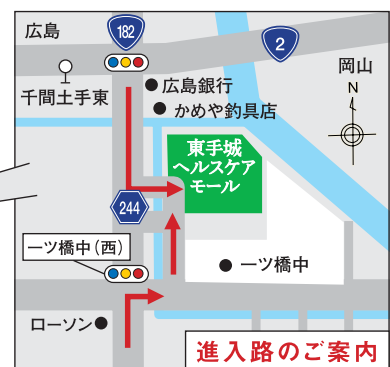 広島
182
2
岡山
N
千間土手東
広島銀行
かめや釣具店
東手城
ヘルスケア
モール
244
一ツ橋中(西)
一ツ橋中
ローソン
進入路のご案内